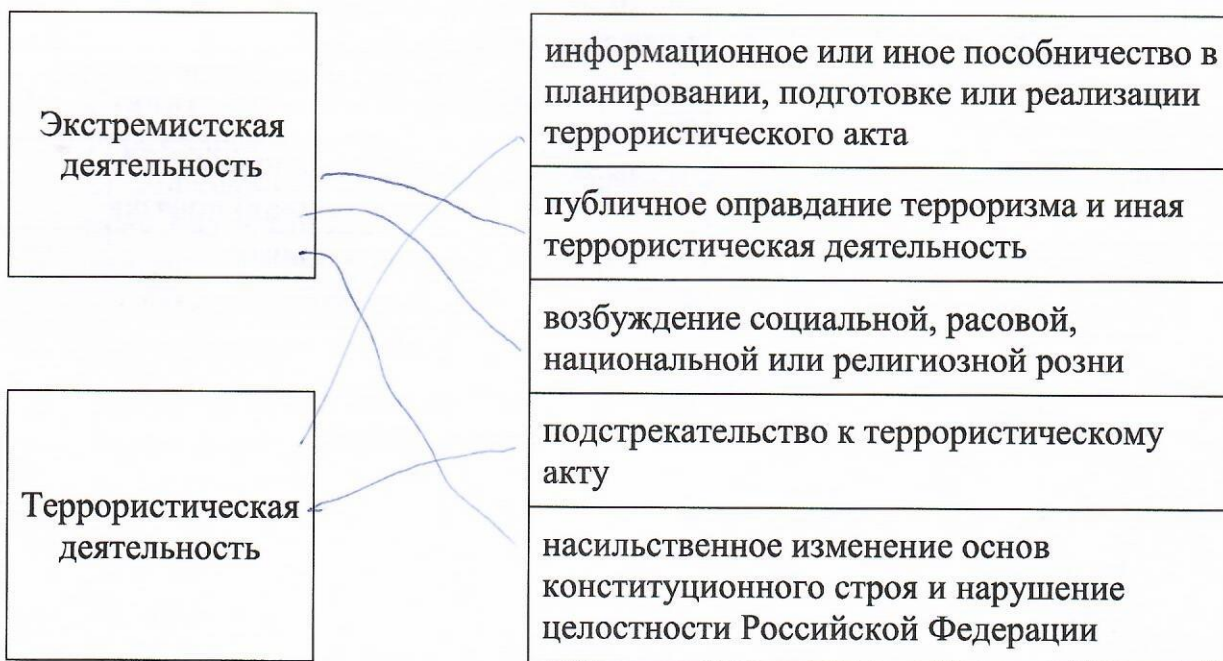 Экстремистская
деятельность
Террористическая
деятельность
информационное или иное пособничество в
планировании, подготовке или реализации
террористического акта
публичное оправдание терроризма и иная
террористическая деятельность
возбуждение социальной, расовой,
национальной или религиозной розни
подстрекательство к террористическому
акту
насильственное изменение основ
конституционного строя и нарушение
целостности Российской Федерации